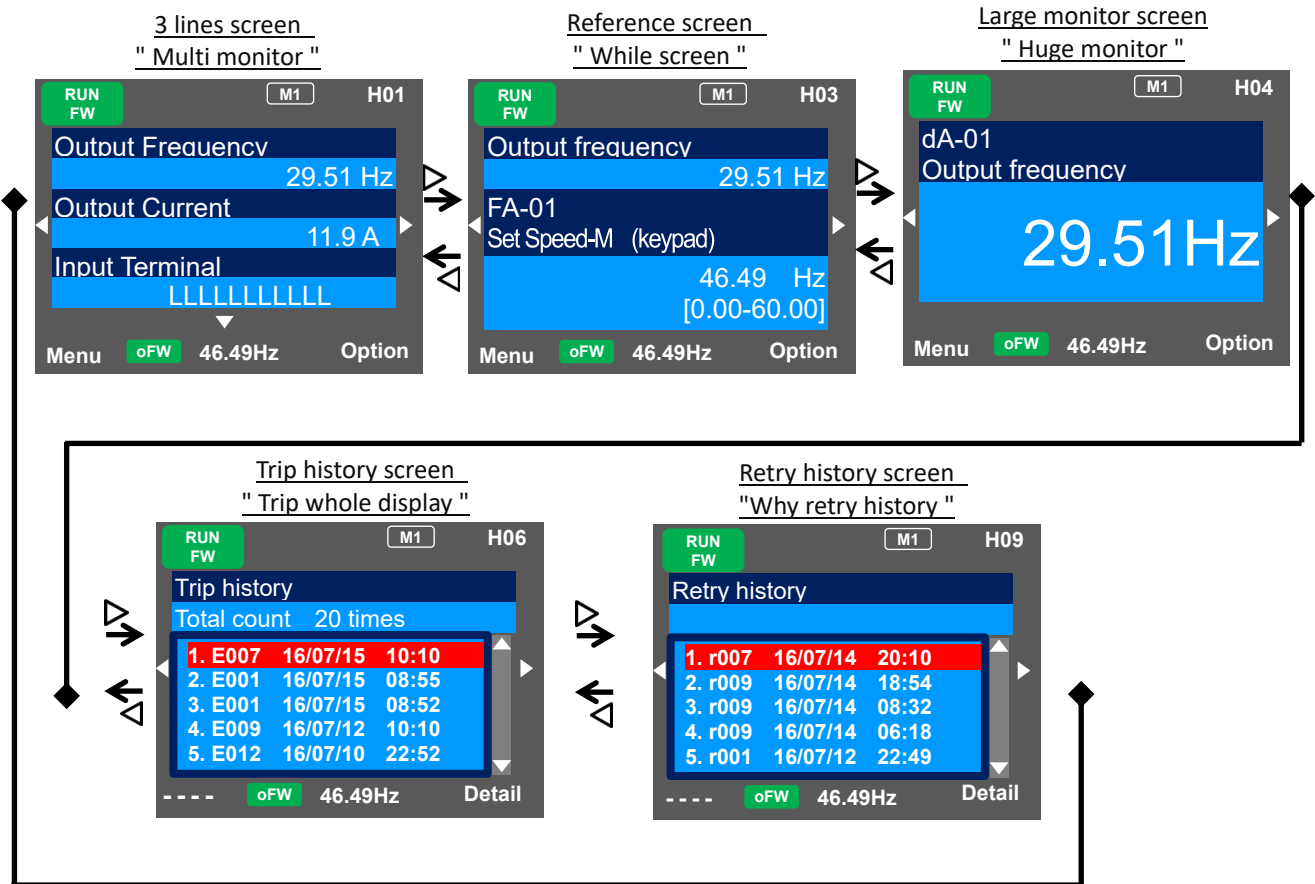 3 lines screen
" Multi monitor "
RUN
FW
M1
H01
Output Frequency
29.51 Hz
Output Current
11.9 A
Input Terminal
LLLLLLLLLLL
Menu
oFW
46.49Hz
Option
Reference screen
" While screen "
RUN
FW
M1
H03
Output frequency
29.51 Hz
FA-01
Set Speed-M (keypad)
46.49 Hz
[0.00-60.00]
Menu
oFW
46.49Hz
Option
Large monitor screen
" Huge monitor "
RUN
FW
M1
H04
dA-01
Output frequency
29.51Hz
Menu
oFW
46.49Hz
Option
Trip history screen
" Trip whole display "
RUN
FW
M1
H06
Trip history
Total count 20 times
1. E007 16/07/15 10:10
2. E001 16/07/15 08:55
3. E001 16/07/15 08:52
4. E009 16/07/12 10:10
5. E012 16/07/10 22:52
- - - -
oFW
46.49Hz
Detail
Retry history screen
"Why retry history "
RUN
FW
M1
H09
Retry history
1. r007 16/07/14 20:10
2. r009 16/07/14 18:54
3. r009 16/07/14 08:32
4. r009 16/07/14 06:18
5. r001 16/07/12 22:49
- - - -
oFW
46.49Hz
Detail